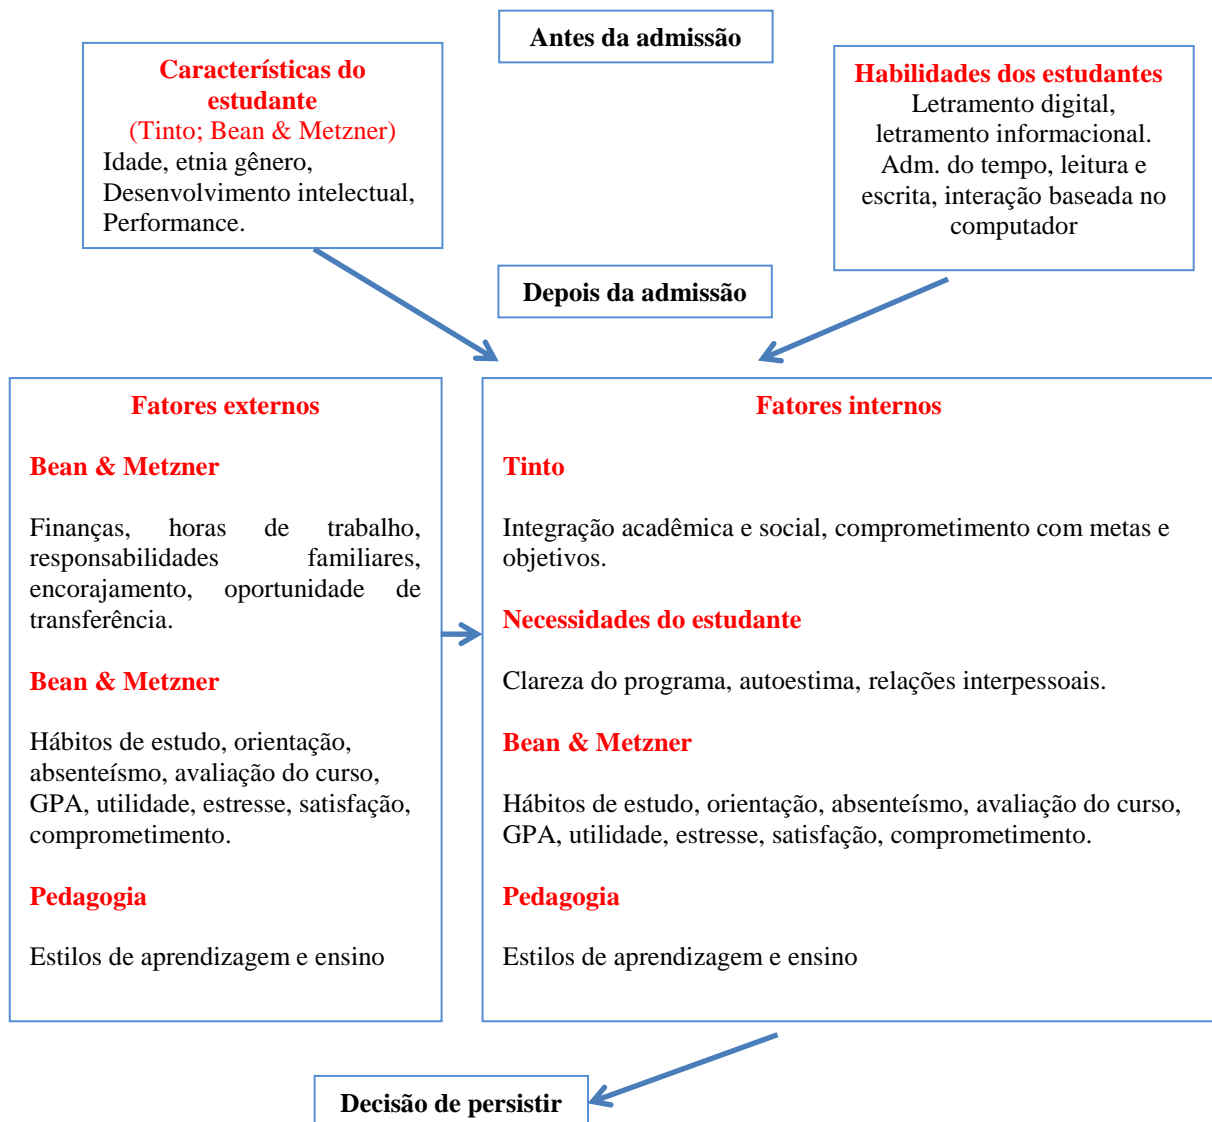 Antes da admissão
Características do
estudante
(Tinto; Bean & Metzner)
Idade, etnia gênero,
Desenvolvimento intelectual,
Performance.
Habilidades dos estudantes
Letramento digital,
letramento informacional.
Adm. do tempo, leitura e
escrita, interação baseada no
computador
Depois da admissão
Fatores externos
Bean & Metzner
Finanças, horas de trabalho,
responsabilidades familiares,
encorajamento, oportunidade de
transferência.
Bean & Metzner
Hábitos de estudo, orientação,
absenteísmo, avaliação do curso,
GPA, utilidade, estresse, satisfação,
comprometimento.
Pedagogia
Estilos de aprendizagem e ensino
Fatores internos
Tinto
Integração acadêmica e social, comprometimento com metas e
objetivos.
Necessidades do estudante
Clareza do programa, autoestima, relações interpessoais.
Bean & Metzner
Hábitos de estudo, orientação, absenteísmo, avaliação do curso,
GPA, utilidade, estresse, satisfação, comprometimento.
Pedagogia
Estilos de aprendizagem e ensino
Decisão de persistir